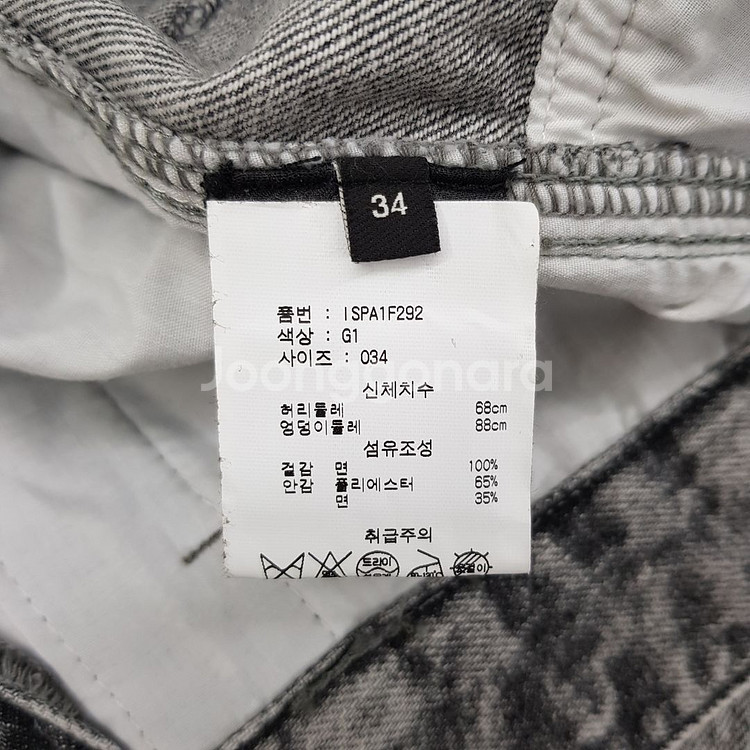 34
품번 : ISPA1F292
색상 : G1
사이즈 : 034
Joonggonara
신체치수
허리둘레 68cm
엉덩이둘레 88cm
섬유조성
겉감 면 100%
안감 폴리에스터 65%
면 35%
취급주의
드라이